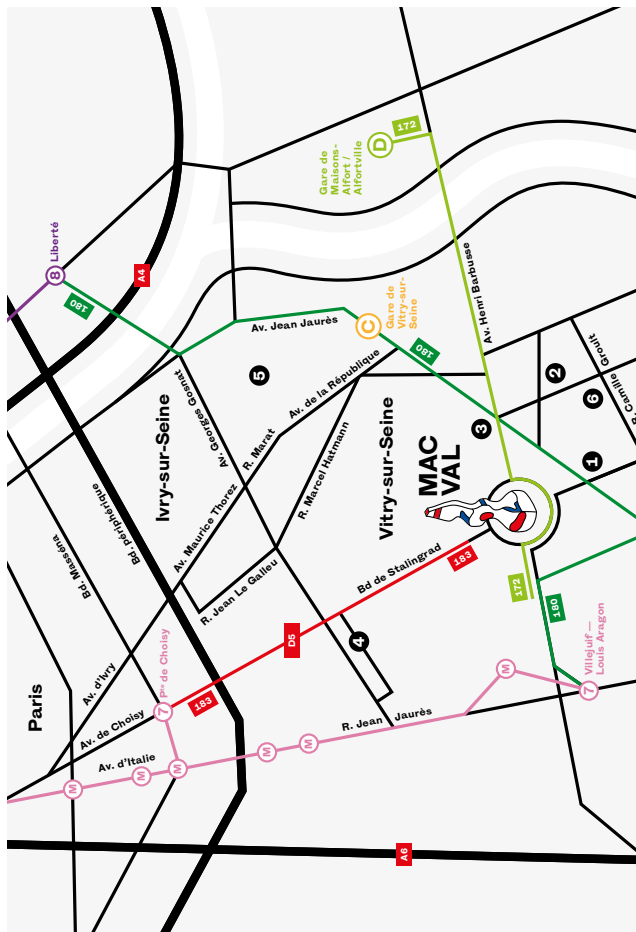 172
D
Gare de
Maisons-
Alfort /
Alfortville
8
Liberté
180
A4
Av. Henri Barbusse
Gare de
Vitry-sur-
Seine
C
Av. Jean Jaurès
180
Av. de la République
5
Av. Georges Gosnat
Ivry-sur-Seine
R. Marat
R. Marcel Hatmann
Vitry-sur-Seine
MAC
VAL
2
6
R. Camille Groult
3
1
Av. Maurice Thorez
Bd. périphérique
Bd. Masséna
R. Jean Le Galleu
Bd de Stalingrad
183
172
180
D5
4
Pte de Choisy
7
183
Av. d'Ivry
Paris
Av. de Choisy
Av. d'Italie
R. Jean Jaurès
M
M
M
M
M
M
7
Villejuif —
Louis Aragon
A6